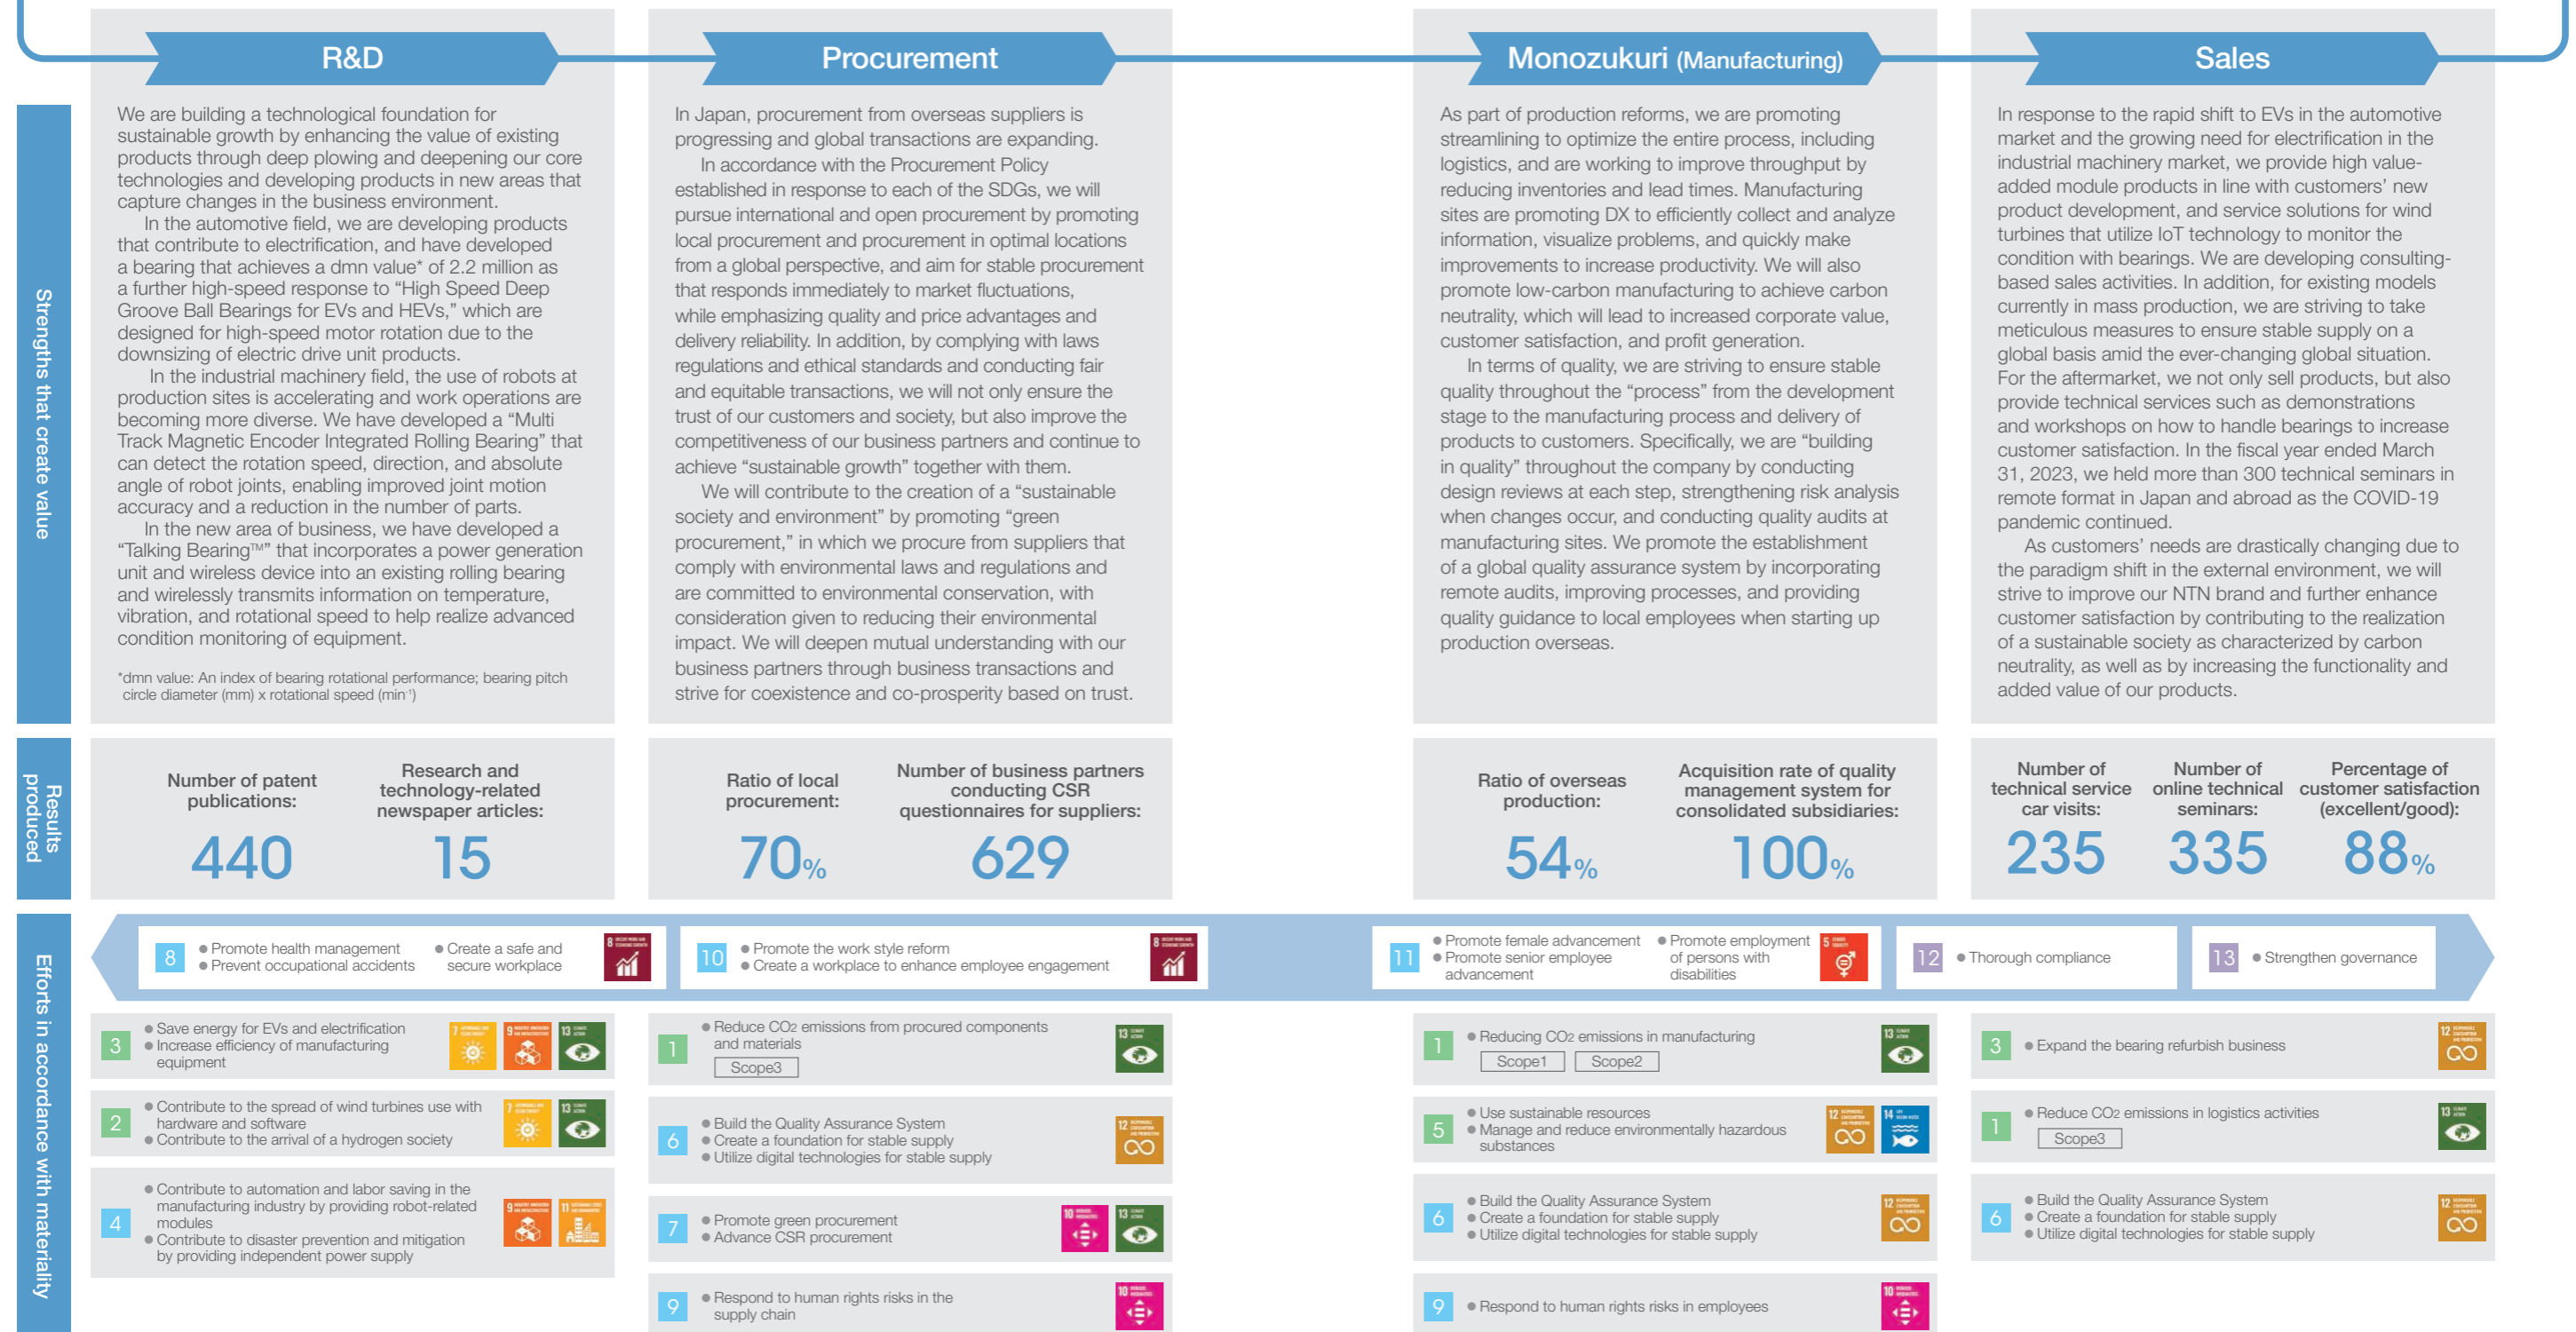 R&D
We are building a technological foundation for
sustainable growth by enhancing the value of existing
products through deep plowing and deepening our core
technologies and developing products in new areas that
capture changes in the business environment.
In the automotive field, we are developing products
that contribute to electrification, and have developed
a bearing that achieves a dmn value* of 2.2 million as
a further high-speed response to “High Speed Deep
Groove Ball Bearings for EVs and HEVs,” which are
designed for high-speed motor rotation due to the
downsizing of electric drive unit products.
In the industrial machinery field, the use of robots at
production sites is accelerating and work operations are
becoming more diverse. We have developed a “Multi
Track Magnetic Encoder Integrated Rolling Bearing” that
can detect the rotation speed, direction, and absolute
angle of robot joints, enabling improved joint motion
accuracy and a reduction in the number of parts.
In the new area of business, we have developed a
“Talking Bearing™” that incorporates a power generation
unit and wireless device into an existing rolling bearing
and wirelessly transmits information on temperature,
vibration, and rotational speed to help realize advanced
condition monitoring of equipment.
*dmn value: An index of bearing rotational performance; bearing pitch
circle diameter (mm) x rotational speed (min⁻¹)
Procurement
In Japan, procurement from overseas suppliers is
progressing and global transactions are expanding.
In accordance with the Procurement Policy
established in response to each of the SDGs, we will
pursue international and open procurement by promoting
local procurement and procurement in optimal locations
from a global perspective, and aim for stable procurement
that responds immediately to market fluctuations,
while emphasizing quality and price advantages and
delivery reliability. In addition, by complying with laws
regulations and ethical standards and conducting fair
and equitable transactions, we will not only ensure the
trust of our customers and society, but also improve the
competitiveness of our business partners and continue to
achieve “sustainable growth” together with them.
We will contribute to the creation of a “sustainable
society and environment” by promoting “green
procurement,” in which we procure from suppliers that
comply with environmental laws and regulations and
are committed to environmental conservation, with
consideration given to reducing their environmental
impact. We will deepen mutual understanding with our
business partners through business transactions and
strive for coexistence and co-prosperity based on trust.
Monozukuri (Manufacturing)
As part of production reforms, we are promoting
streamlining to optimize the entire process, including
logistics, and are working to improve throughput by
reducing inventories and lead times. Manufacturing
sites are promoting DX to efficiently collect and analyze
information, visualize problems, and quickly make
improvements to increase productivity. We will also
promote low-carbon manufacturing to achieve carbon
neutrality, which will lead to increased corporate value,
customer satisfaction, and profit generation.
In terms of quality, we are striving to ensure stable
quality throughout the “process” from the development
stage to the manufacturing process and delivery of
products to customers. Specifically, we are “building
in quality” throughout the company by conducting
design reviews at each step, strengthening risk analysis
when changes occur, and conducting quality audits at
manufacturing sites. We promote the establishment
of a global quality assurance system by incorporating
remote audits, improving processes, and providing
quality guidance to local employees when starting up
production overseas.
Sales
In response to the rapid shift to EVs in the automotive
market and the growing need for electrification in the
industrial machinery market, we provide high value-
added module products in line with customers’ new
product development, and service solutions for wind
turbines that utilize IoT technology to monitor the
condition with bearings. We are developing consulting-
based sales activities. In addition, for existing models
currently in mass production, we are striving to take
meticulous measures to ensure stable supply on a
global basis amid the ever-changing global situation.
For the aftermarket, we not only sell products, but also
provide technical services such as demonstrations
and workshops on how to handle bearings to increase
customer satisfaction. In the fiscal year ended March
31, 2023, we held more than 300 technical seminars in
remote format in Japan and abroad as the COVID-19
pandemic continued.
As customers’ needs are drastically changing due to
the paradigm shift in the external environment, we will
strive to improve our NTN brand and further enhance
customer satisfaction by contributing to the realization
of a sustainable society as characterized by carbon
neutrality, as well as by increasing the functionality and
added value of our products.
Strengths that create value
Results
produced
Number of patent
publications:
440
Research and
technology-related
newspaper articles:
15
Ratio of local
procurement:
70%
Number of business partners
conducting CSR
questionnaires for suppliers:
629
Ratio of overseas
production:
54%
Acquisition rate of quality
management system for
consolidated subsidiaries:
100%
Number of
technical service
car visits:
235
Number of
online technical
seminars:
335
Percentage of
customer satisfaction
(excellent/good):
88%
Efforts in accordance with materiality
8
● Promote health management
● Prevent occupational accidents
● Create a safe and
secure workplace
8
10
● Promote the work style reform
● Create a workplace to enhance employee engagement
8
11
● Promote female advancement
● Promote senior employee
advancement
● Promote employment
of persons with
disabilities
5
12
● Thorough compliance
13
● Strengthen governance
3
● Save energy for EVs and electrification
● Increase efficiency of manufacturing
equipment
7
9
13
2
● Contribute to the spread of wind turbines use with
hardware and software
● Contribute to the arrival of a hydrogen society
7
13
4
● Contribute to automation and labor saving in the
manufacturing industry by providing robot-related
modules
● Contribute to disaster prevention and mitigation
by providing independent power supply
9
11
1
● Reduce CO2 emissions from procured components
and materials
Scope3
13
6
● Build the Quality Assurance System
● Create a foundation for stable supply
● Utilize digital technologies for stable supply
12
7
● Promote green procurement
● Advance CSR procurement
10
13
9
● Respond to human rights risks in the
supply chain
10
1
● Reducing CO2 emissions in manufacturing
Scope1
Scope2
13
5
● Use sustainable resources
● Manage and reduce environmentally hazardous
substances
12
14
6
● Build the Quality Assurance System
● Create a foundation for stable supply
● Utilize digital technologies for stable supply
12
9
● Respond to human rights risks in employees
10
3
● Expand the bearing refurbish business
12
1
● Reduce CO2 emissions in logistics activities
Scope3
13
6
● Build the Quality Assurance System
● Create a foundation for stable supply
● Utilize digital technologies for stable supply
12